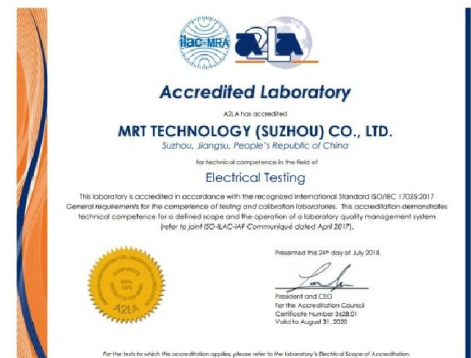 ilac-MRA
A2LA
Accredited Laboratory
A2LA has accredited
MRT TECHNOLOGY (SUZHOU) CO., LTD.
Suzhou, Jiangsu, People's Republic of China
for technical competence in the field of
Electrical Testing
This laboratory is accredited in accordance with the recognized International Standard ISO/IEC 17025:2017
General requirements for the competence of testing and calibration laboratories. This accreditation demonstrates
technical competence for a defined scope and the operation of a laboratory quality management system
(refer to joint ISO-ILAC-IAF Communiqué dated April 2017).
Presented this 24th day of July 2018.
President and CEO
For the Accreditation Council
Certificate Number 3628.01
Valid to August 31, 2020
CORPORATE
SEAL
A2LA
For the tests to which this accreditation applies, please refer to the laboratory's Electrical Scope of Accreditation.